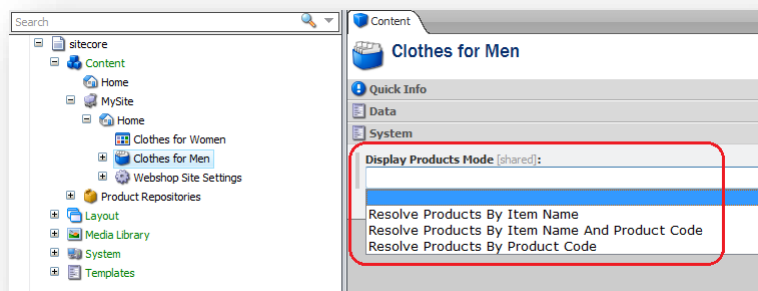 Search
sitecore
Content
Home
MySite
Home
Clothes for Women
Clothes for Men
Webshop Site Settings
Product Repositories
Layout
Media Library
System
Templates
Content
Clothes for Men
Quick Info
Data
System
Display Products Mode [shared]:
Resolve Products By Item Name
Resolve Products By Item Name And Product Code
Resolve Products By Product Code